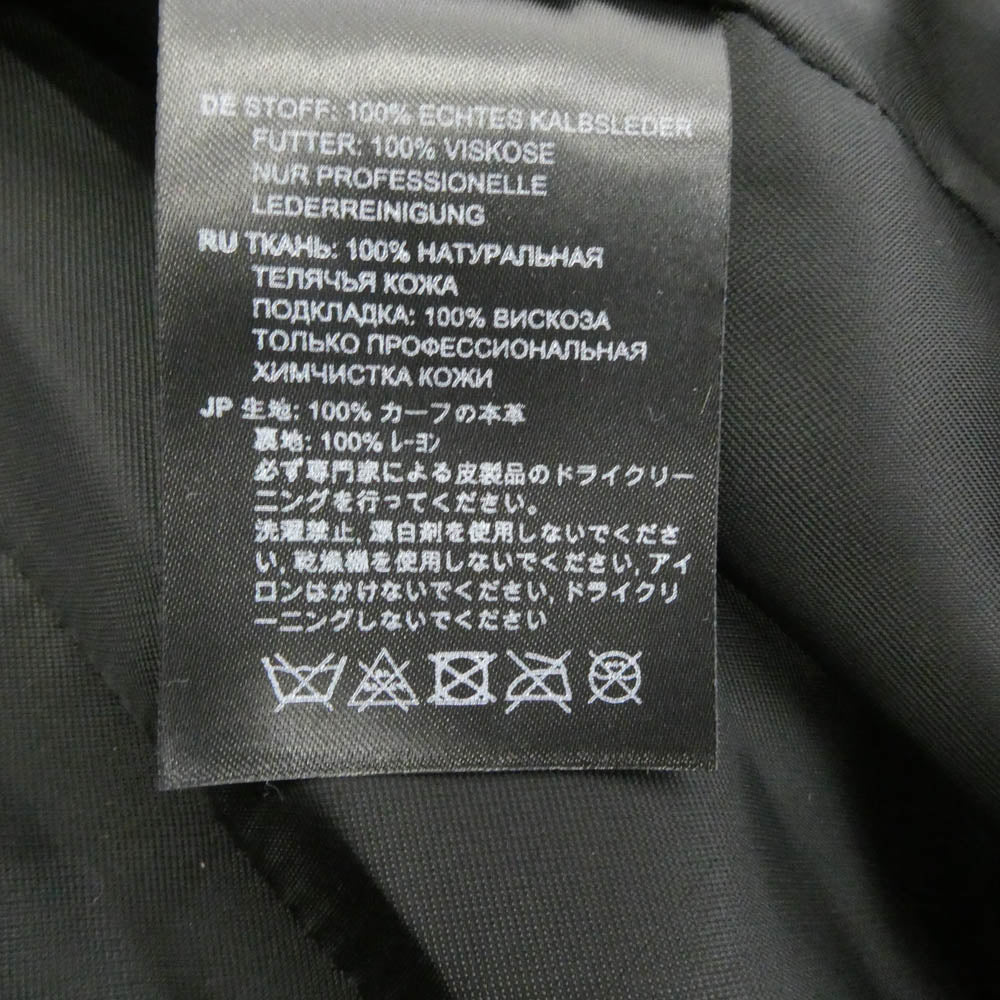 DE STOFF: 100% ECHTES KALBSLEDER
FUTTER: 100% VISKOSE
NUR PROFESSIONELLE
LEDERREINIGUNG
RU ТКАНЬ: 100% НАТУРАЛЬНАЯ
ТЕЛЯЧЬЯ КОЖА
ПОДКЛАДКА: 100% ВИСКОЗА
ТОЛЬКО ПРОФЕССИОНАЛЬНАЯ
ХИМЧИСТКА КОЖИ
JP 生地: 100% カーフの本革
裏地: 100% レーヨン
必ず専門家による皮製品のドライクリー
ニングを行ってください。
洗濯禁止, 漂白剤を使用しないでくださ
い, 乾燥機を使用しないでください, アイ
ロンはかけないでください, ドライクリ
ーニングしないでください